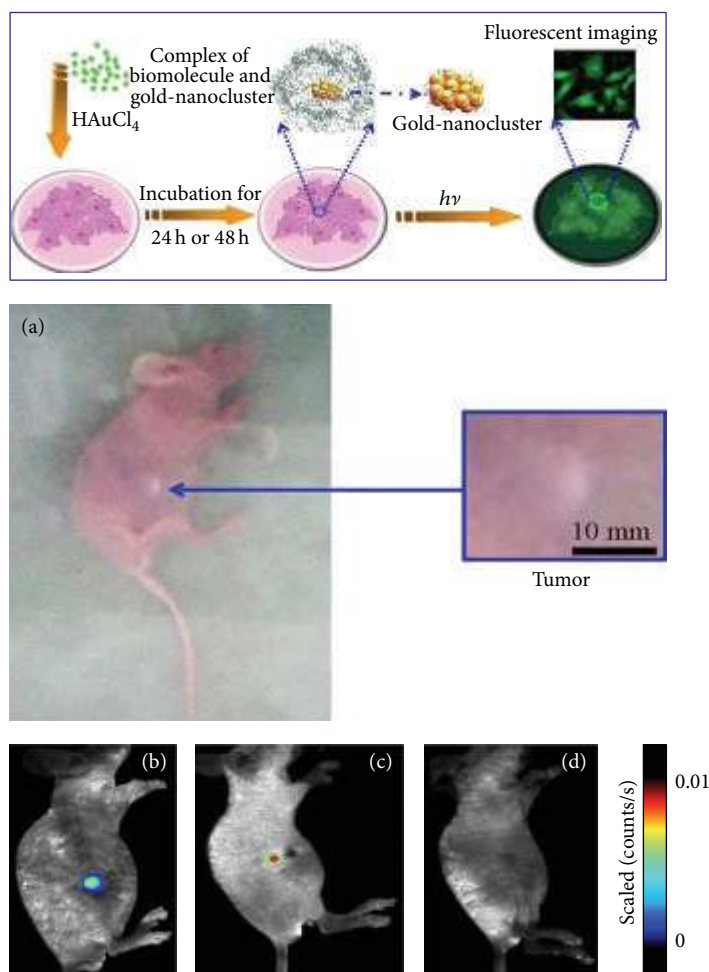 Fluorescent imaging
Complex of
biomolecule and
gold-nanocluster
HAuCl4
Gold-nanocluster
Incubation for
24 h or 48 h
hν
(a)
10 mm
Tumor
(b)
(c)
(d)
0.01
Scaled (counts/s)
0